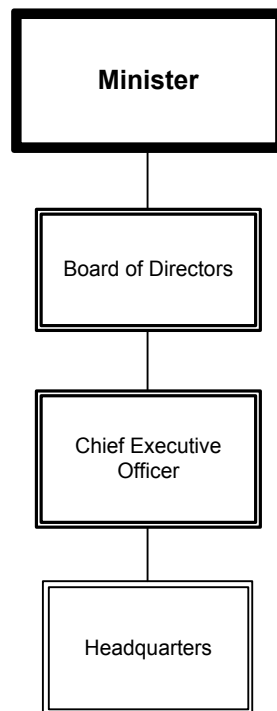 Minister
Board of Directors
Chief Executive
Officer
Headquarters